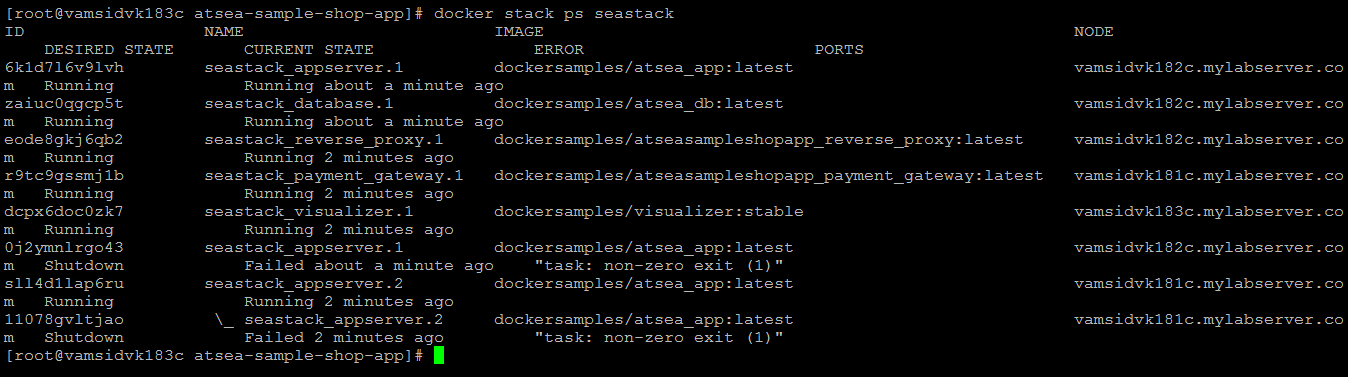 [root@vamsidvk183c atsea-sample-shop-app]# docker stack ps seastack
ID                  NAME                         IMAGE                                                     NODE
    DESIRED STATE       CURRENT STATE                ERROR                       PORTS
6k1d7l6v9lvh        seastack_appserver.1         dockersamples/atsea_app:latest                            vamsidvk182c.mylabserver.co
m   Running             Running about a minute ago
zaiuc0qgcp5t        seastack_database.1          dockersamples/atsea_db:latest                             vamsidvk182c.mylabserver.co
m   Running             Running about a minute ago
eode8gkj6qb2        seastack_reverse_proxy.1     dockersamples/atseasampleshopapp_reverse_proxy:latest     vamsidvk182c.mylabserver.co
m   Running             Running 2 minutes ago
r9tc9gssmj1b        seastack_payment_gateway.1   dockersamples/atseasampleshopapp_payment_gateway:latest   vamsidvk181c.mylabserver.co
m   Running             Running 2 minutes ago
dcpx6doc0zk7        seastack_visualizer.1        dockersamples/visualizer:stable                           vamsidvk183c.mylabserver.co
m   Running             Running 2 minutes ago
0j2ymnlrgo43        seastack_appserver.1         dockersamples/atsea_app:latest                            vamsidvk182c.mylabserver.co
m   Shutdown            Failed about a minute ago    "task: non-zero exit (1)"
sll4d1lap6ru        seastack_appserver.2         dockersamples/atsea_app:latest                            vamsidvk181c.mylabserver.co
m   Running             Running 2 minutes ago
11078gvltjao         \_ seastack_appserver.2     dockersamples/atsea_app:latest                            vamsidvk181c.mylabserver.co
m   Shutdown            Failed 2 minutes ago         "task: non-zero exit (1)"
[root@vamsidvk183c atsea-sample-shop-app]#